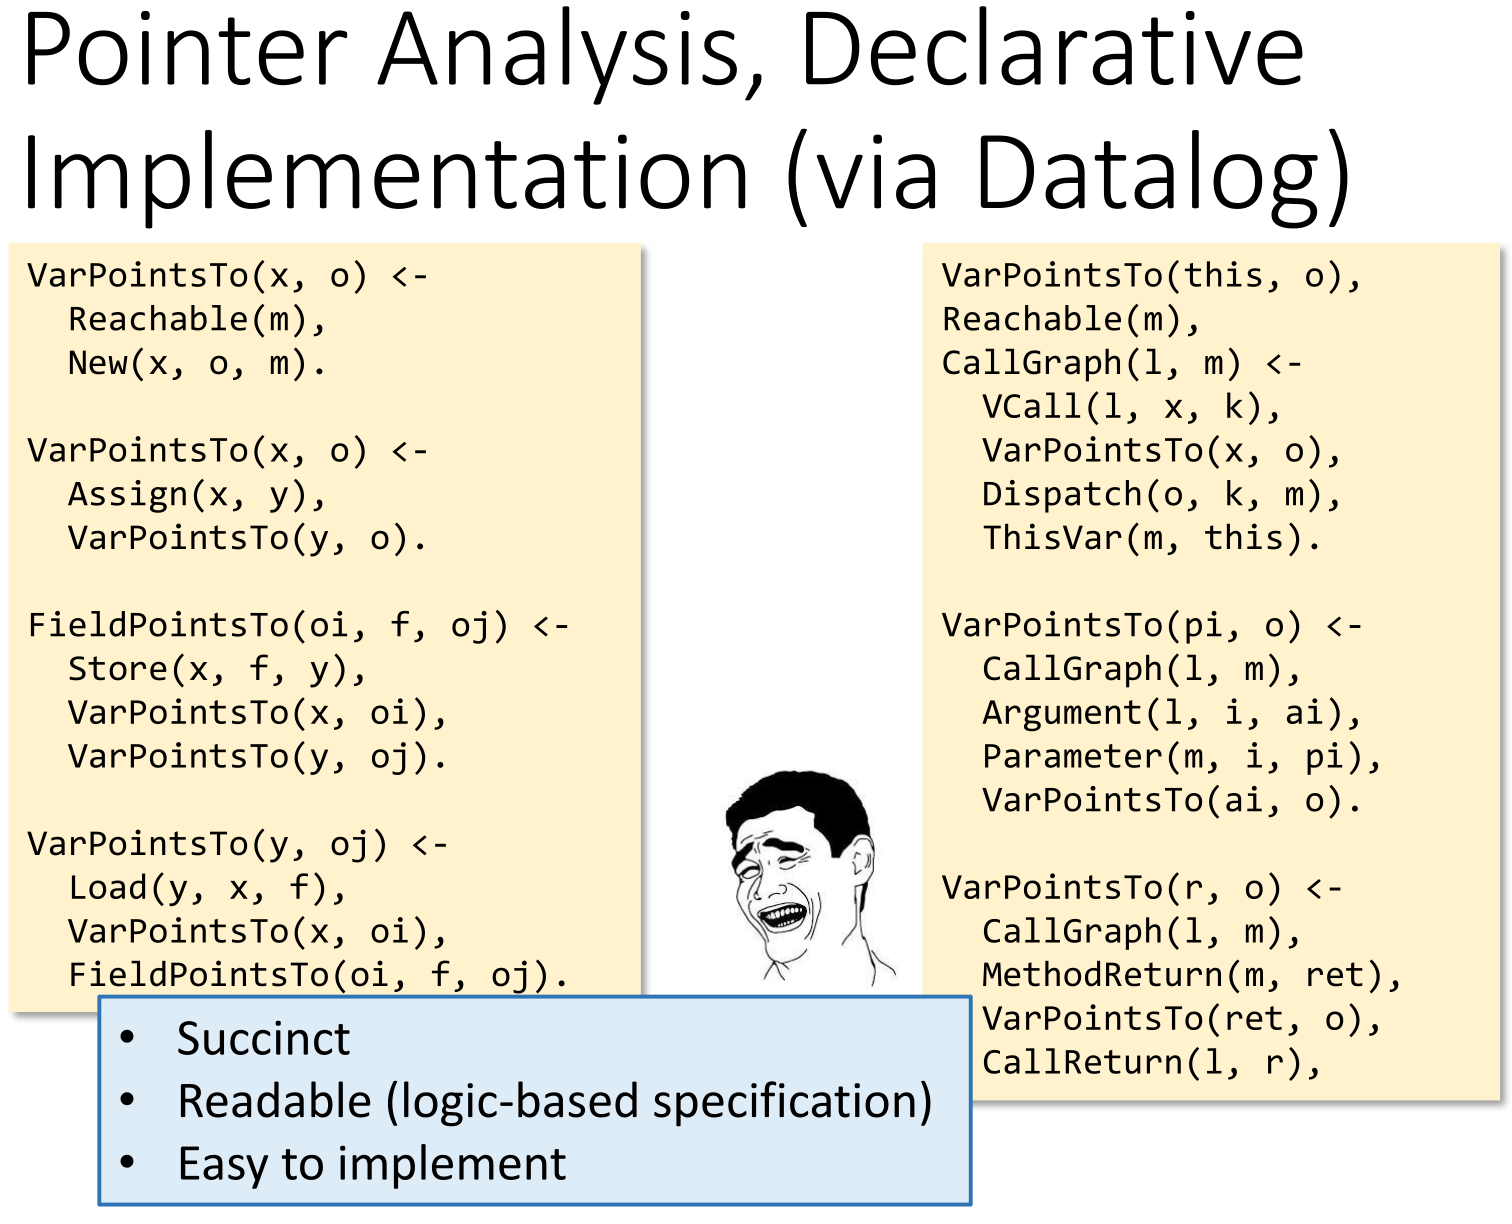 Pointer Analysis, Declarative
Implementation (via Datalog)
VarPointsTo(x, o) <-
  Reachable(m),
  New(x, o, m).
VarPointsTo(x, o) <-
  Assign(x, y),
  VarPointsTo(y, o).
FieldPointsTo(oi, f, oj) <-
  Store(x, f, y),
  VarPointsTo(x, oi),
  VarPointsTo(y, oj).
VarPointsTo(y, oj) <-
  Load(y, x, f),
  VarPointsTo(x, oi),
  FieldPointsTo(oi, f, oj).
VarPointsTo(this, o),
Reachable(m),
CallGraph(l, m) <-
  VCall(l, x, k),
  VarPointsTo(x, o),
  Dispatch(o, k, m),
  ThisVar(m, this).
VarPointsTo(pi, o) <-
  CallGraph(l, m),
  Argument(l, i, ai),
  Parameter(m, i, pi),
  VarPointsTo(ai, o).
VarPointsTo(r, o) <-
  CallGraph(l, m),
  MethodReturn(m, ret),
  VarPointsTo(ret, o),
  CallReturn(l, r),
• Succinct
• Readable (logic-based specification)
• Easy to implement